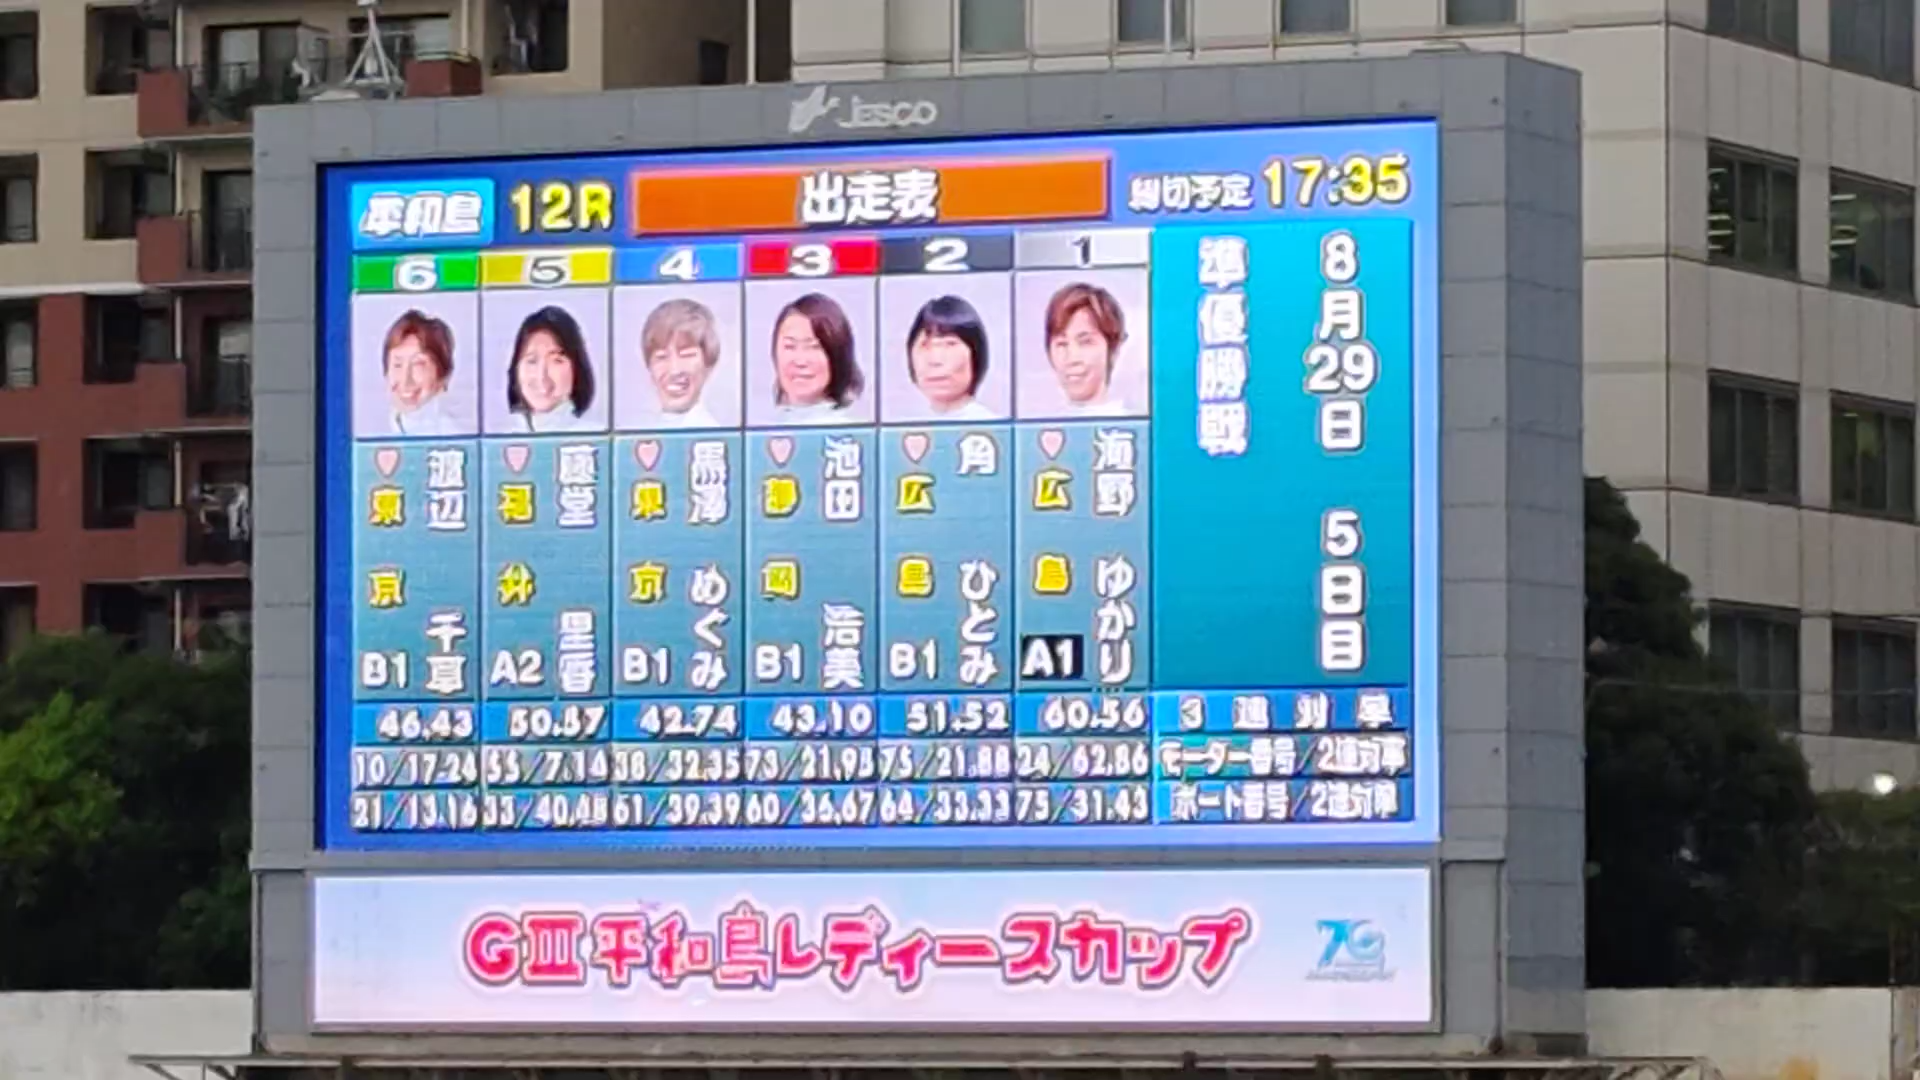 JESCO
平和島 12R 出走表 締切予定 17:35
6 5 4 3 2 1
準優勝戦
8月29日 5日目
渡辺 千草 東京 B1
藤堂 里香 福井 A2
馬澤 めぐみ 東京 B1
池田 浩美 静岡 B1
角 ひとみ 広島 B1
海野 ゆかり 広島 A1
46.43 50.57 42.74 43.10 51.52 60.56 3連対率
10/17.24 55/7.14 38/32.35 73/21.95 75/21.88 24/62.86 モーター番号/2連対率
21/13.16 33/40.48 61/39.39 60/36.67 64/33.33 75/31.43 ボート番号/2連対率
GⅢ平和島レディースカップ
70